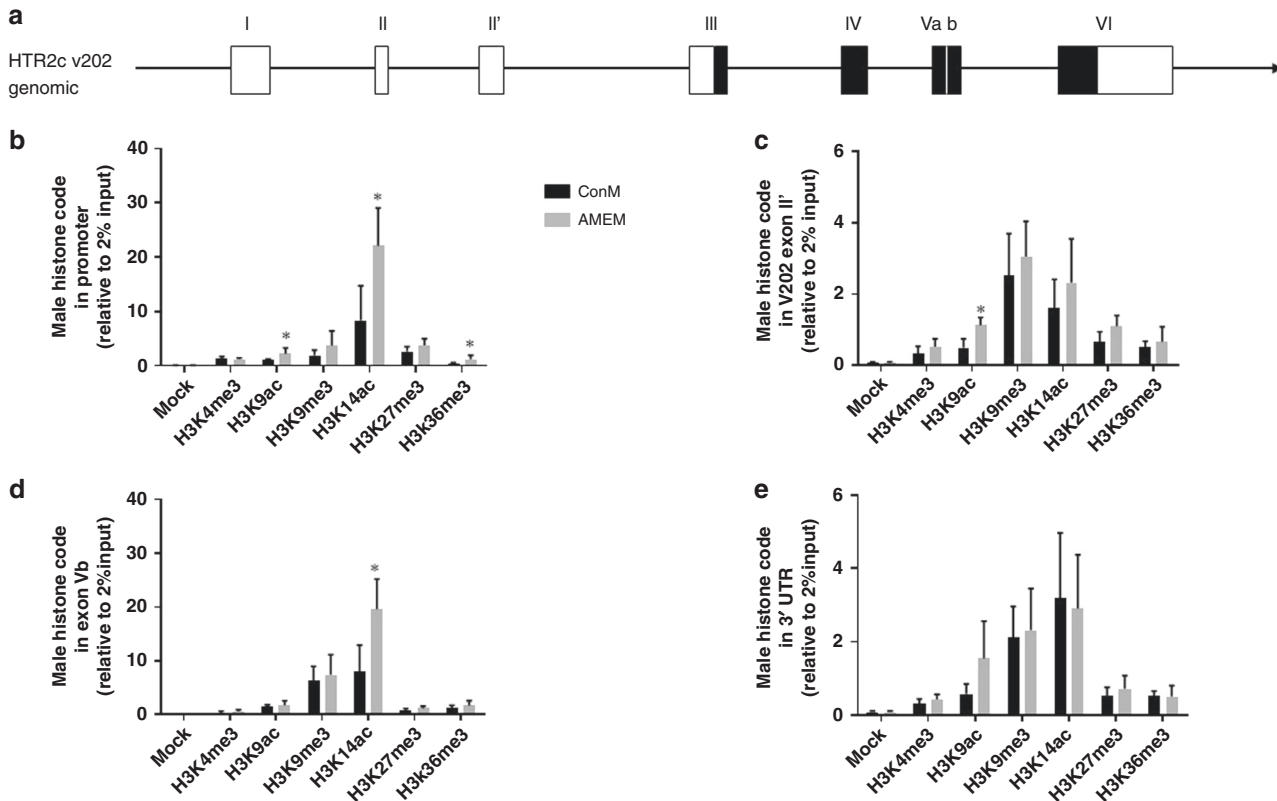 a
I II II' III IV Va b VI
HTR2c v202
genomic
b
Male histone code
in promoter
(relative to 2% input)
40
30
20
10
0
Mock
H3K4me3
H3K9ac
H3K9me3
H3K14ac
H3K27me3
H3k36me3
*
*
*
ConM
AMEM
c
Male histone code
in V202 exon II'
(relative to 2% input)
6
4
2
0
Mock
H3K4me3
H3K9ac
H3K9me3
H3K14ac
H3K27me3
H3K36me3
*
d
Male histone code
in exon Vb
(relative to 2%input)
40
30
20
10
0
Mock
H3K4me3
H3K9ac
H3K9me3
H3K14ac
H3K27me3
H3k36me3
*
e
Male histone code
in 3′ UTR
(relative to 2%input)
6
4
2
0
Mock
H3K4me3
H3K9ac
H3K9me3
H3K14ac
H3K27me3
H3K36me3